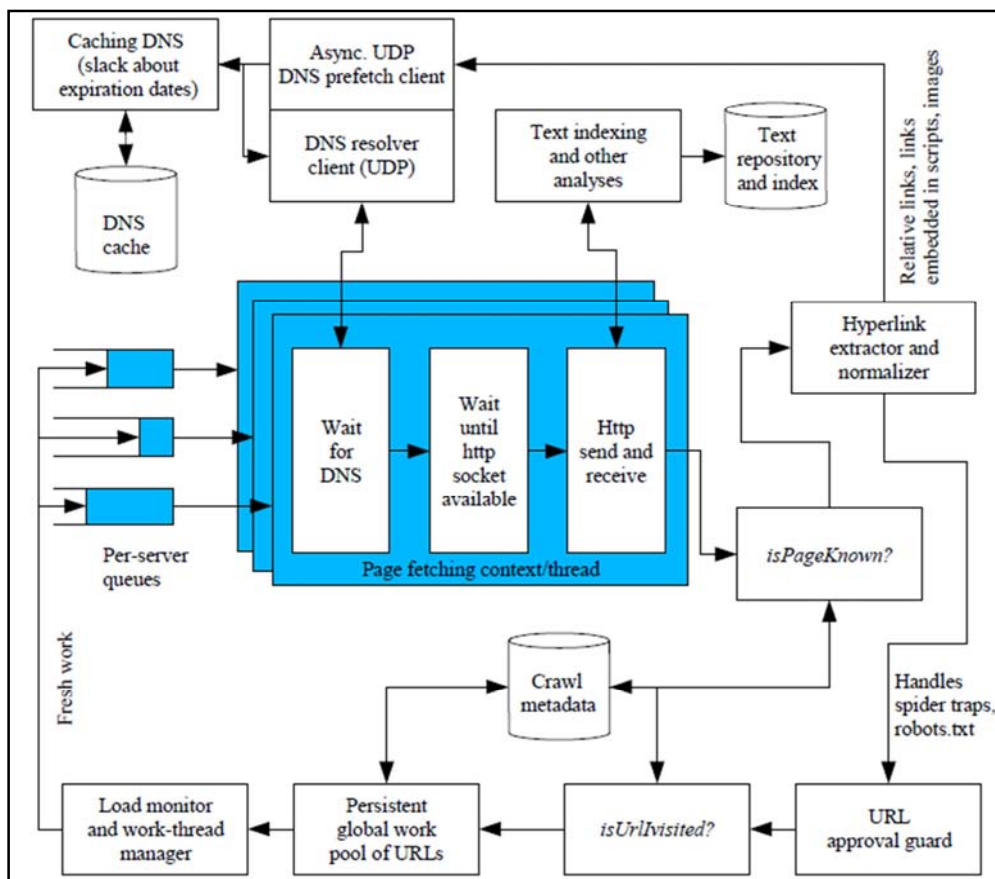 Caching DNS
(slack about
expiration dates)
Async. UDP
DNS prefetch client
DNS resolver
client (UDP)
Text indexing
and other
analyses
Text
repository
and index
DNS
cache
Relative links, links
embedded in scripts, images
Hyperlink
extractor and
normalizer
Wait
for
DNS
Wait
until
http
socket
available
Http
send and
receive
Per-server
queues
Page fetching context/thread
isPageKnown?
Fresh work
Crawl
metadata
Handles
spider traps,
robots.txt
Load monitor
and work-thread
manager
Persistent
global work
pool of URLs
isUrlIvisited?
URL
approval guard